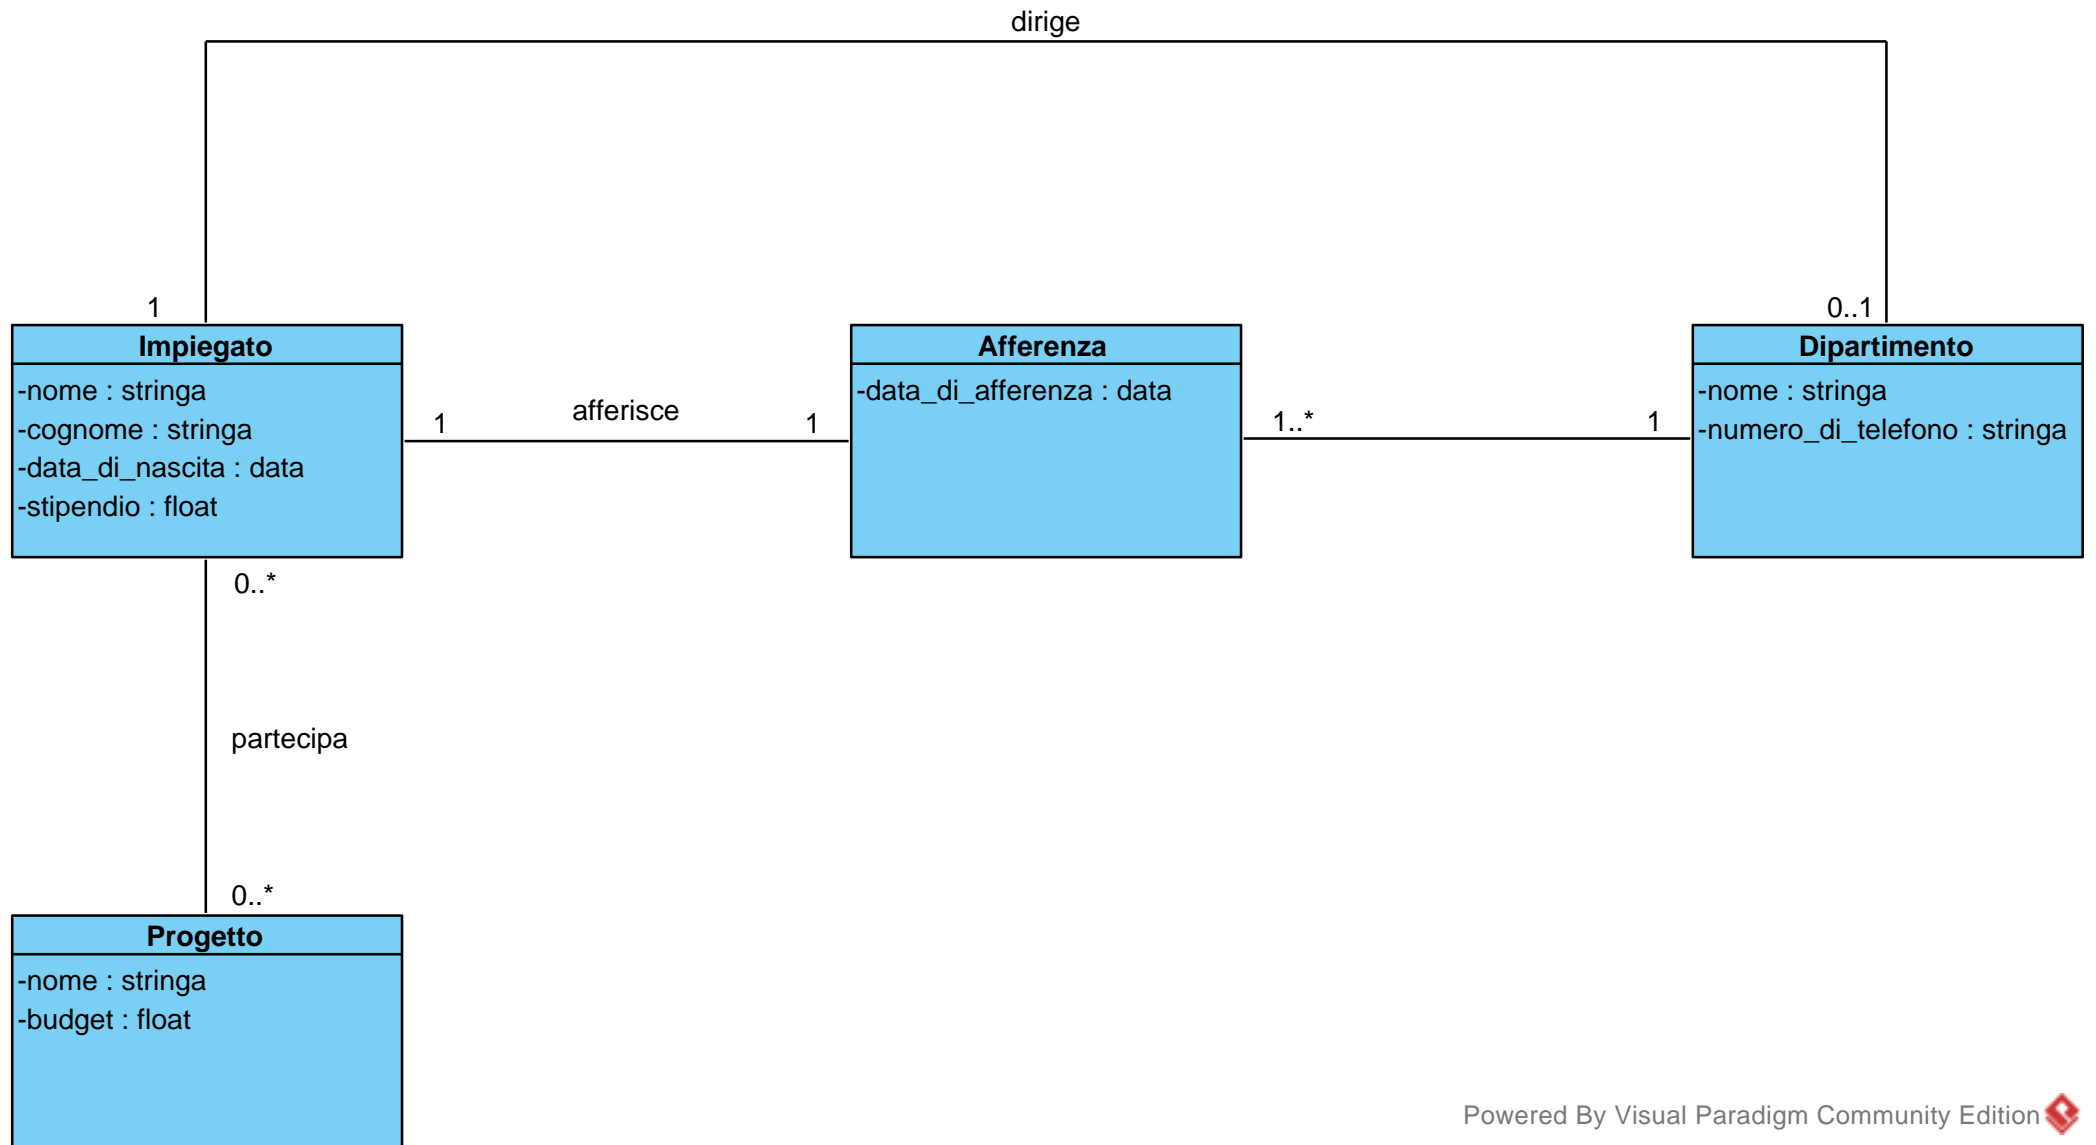 dirige
1
0..1
Impiegato
-nome : stringa
-cognome : stringa
-data_di_nascita : data
-stipendio : float
1
afferisce
1
Afferenza
-data_di_afferenza : data
1..*
1
Dipartimento
-nome : stringa
-numero_di_telefono : stringa
0..*
partecipa
0..*
Progetto
-nome : stringa
-budget : float
Powered By Visual Paradigm Community Edition